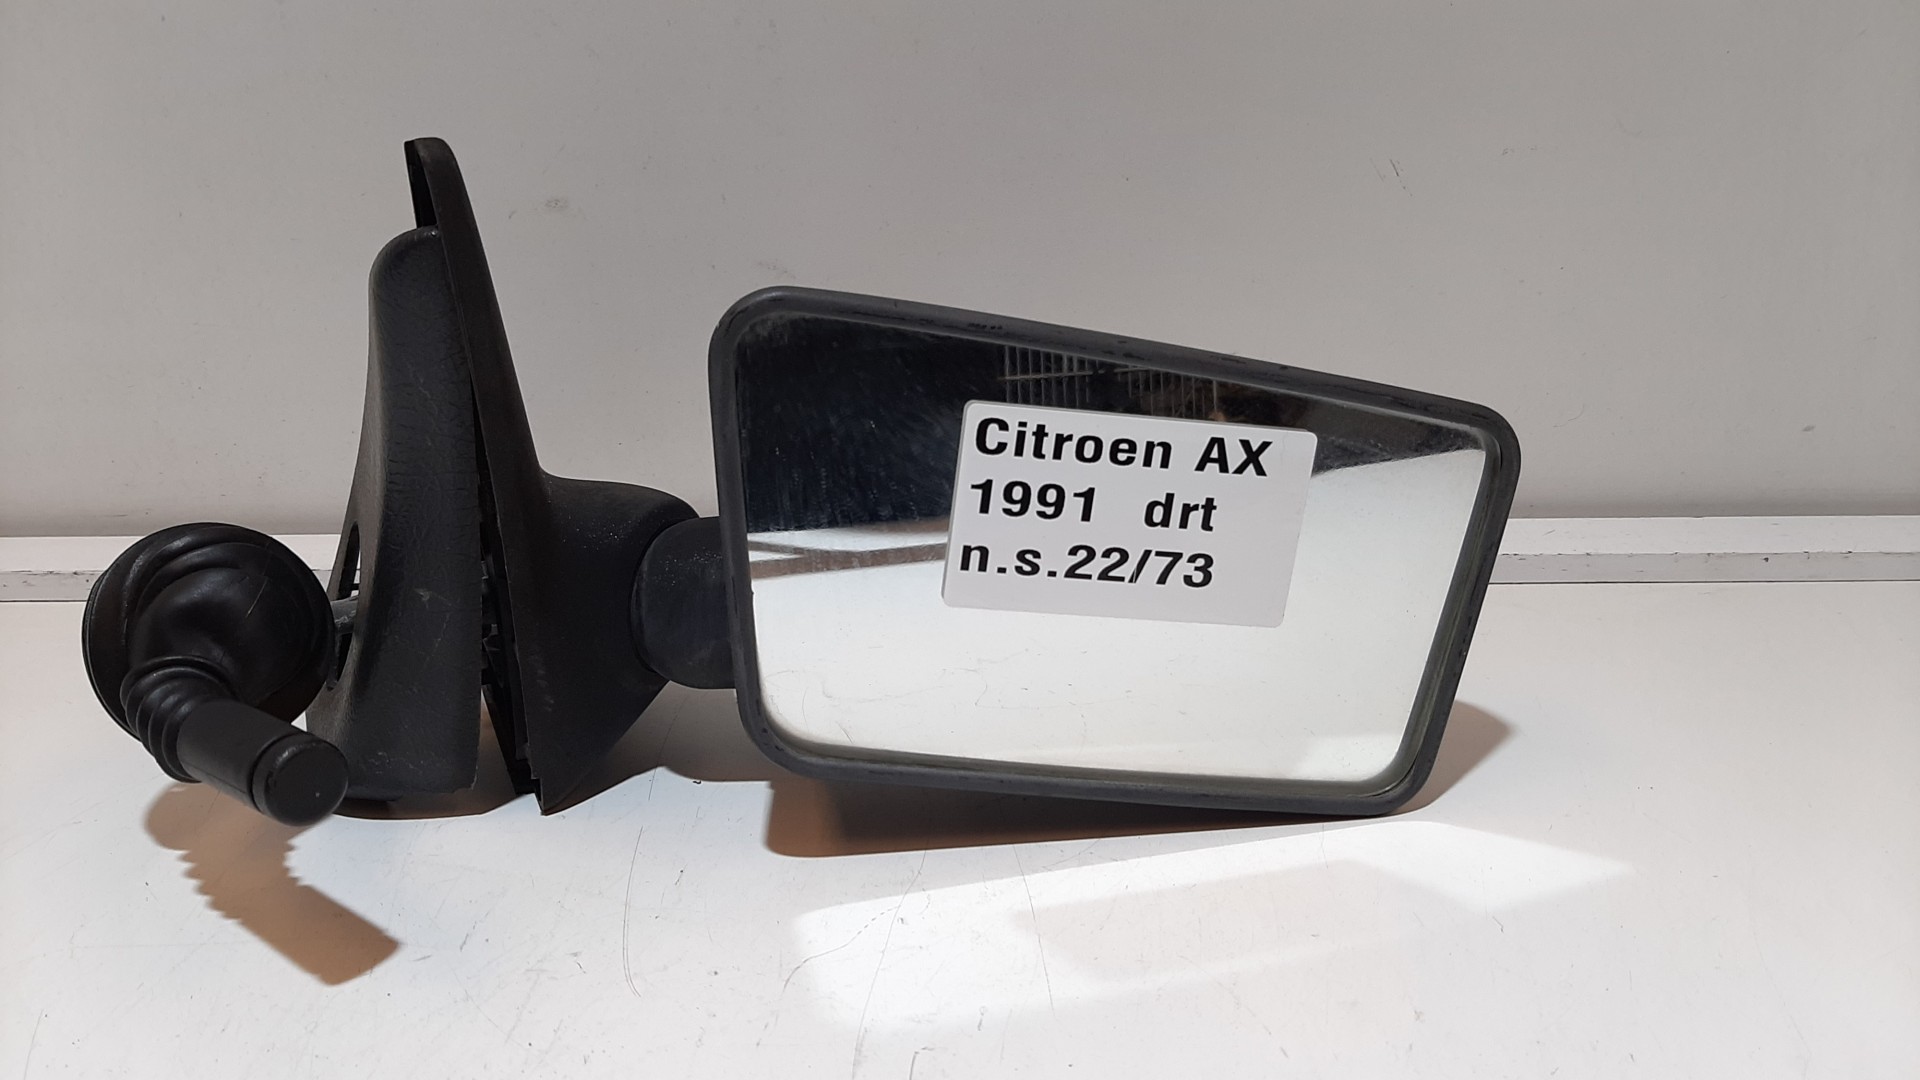 Citroen AX
1991 drt
n.s.22/73